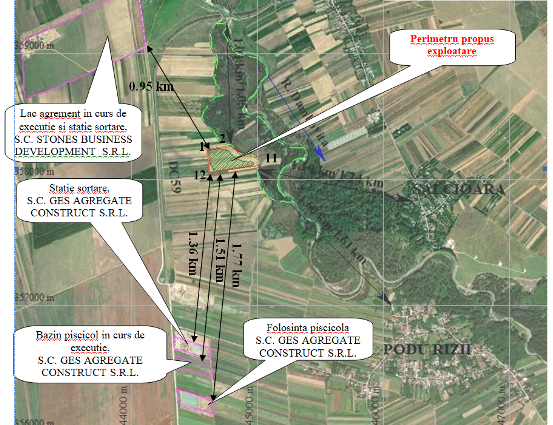 Perimetru propus
exploatare
359000 m
0.95 km
Lac agrement in curs de
executie si statie sortare,
S.C. STONES BUSINESS
DEVELOPMENT S.R.L.
2
11
12
358000 m
DC59
SALCIOARA
Statie sortare,
S.C. GES AGREGATE
CONSTRUCT S.R.L.
1.36 km
1.51 km
1.77 km
357000 m
Bazin piscicol in curs de
executie,
S.C. GES AGREGATE
CONSTRUCT S.R.L.
Folosinta piscicola
S.C. GES AGREGATE
CONSTRUCT S.R.L.
PODU RIZII
356000 m